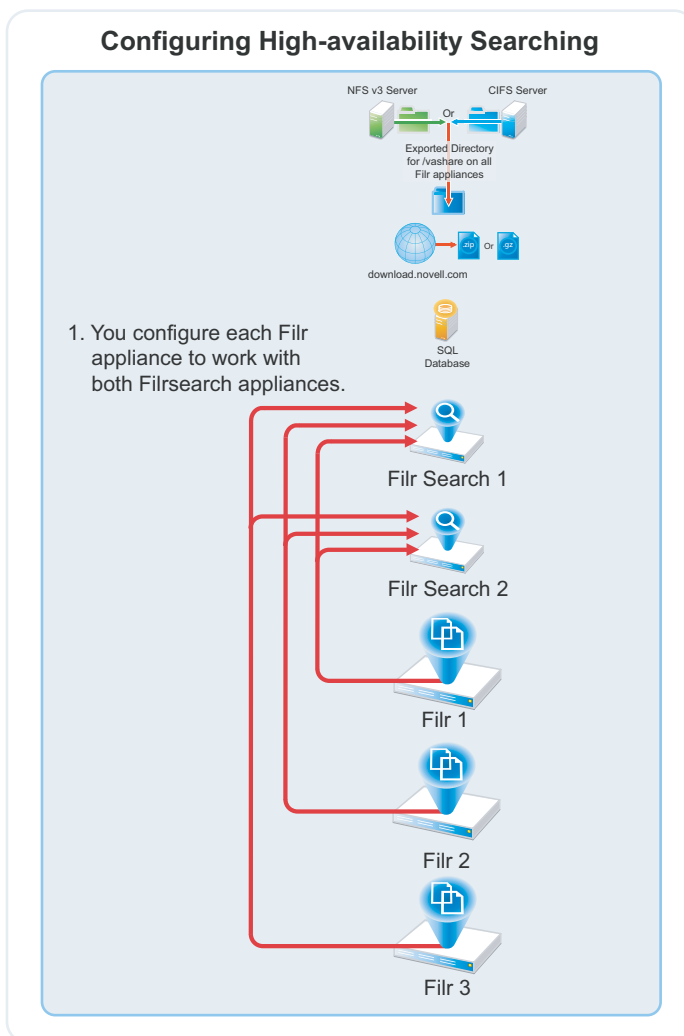 Configuring High-availability Searching
NFS v3 Server
CIFS Server
Or
Exported Directory
for /vashare on all
Filr appliances
.zip
Or
.gz
download.novell.com
SQL
Database
1. You configure each Filr
appliance to work with
both Filrsearch appliances.
Filr Search 1
Filr Search 2
Filr 1
Filr 2
Filr 3